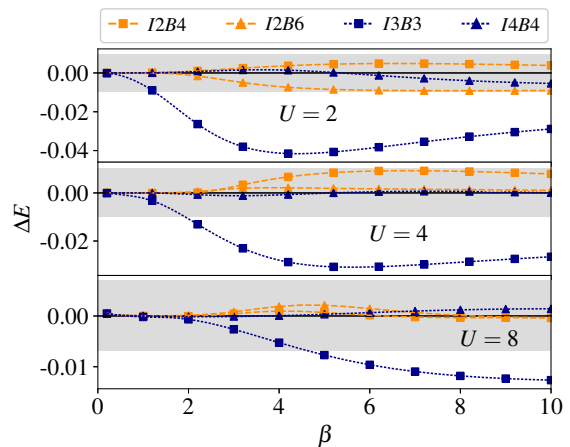 I2B4 I2B6 I3B3 I4B4
0.00
-0.02
-0.04
U = 2
0.00
-0.02
U = 4
ΔE
0.00
-0.01
U = 8
0 2 4 6 8 10
β